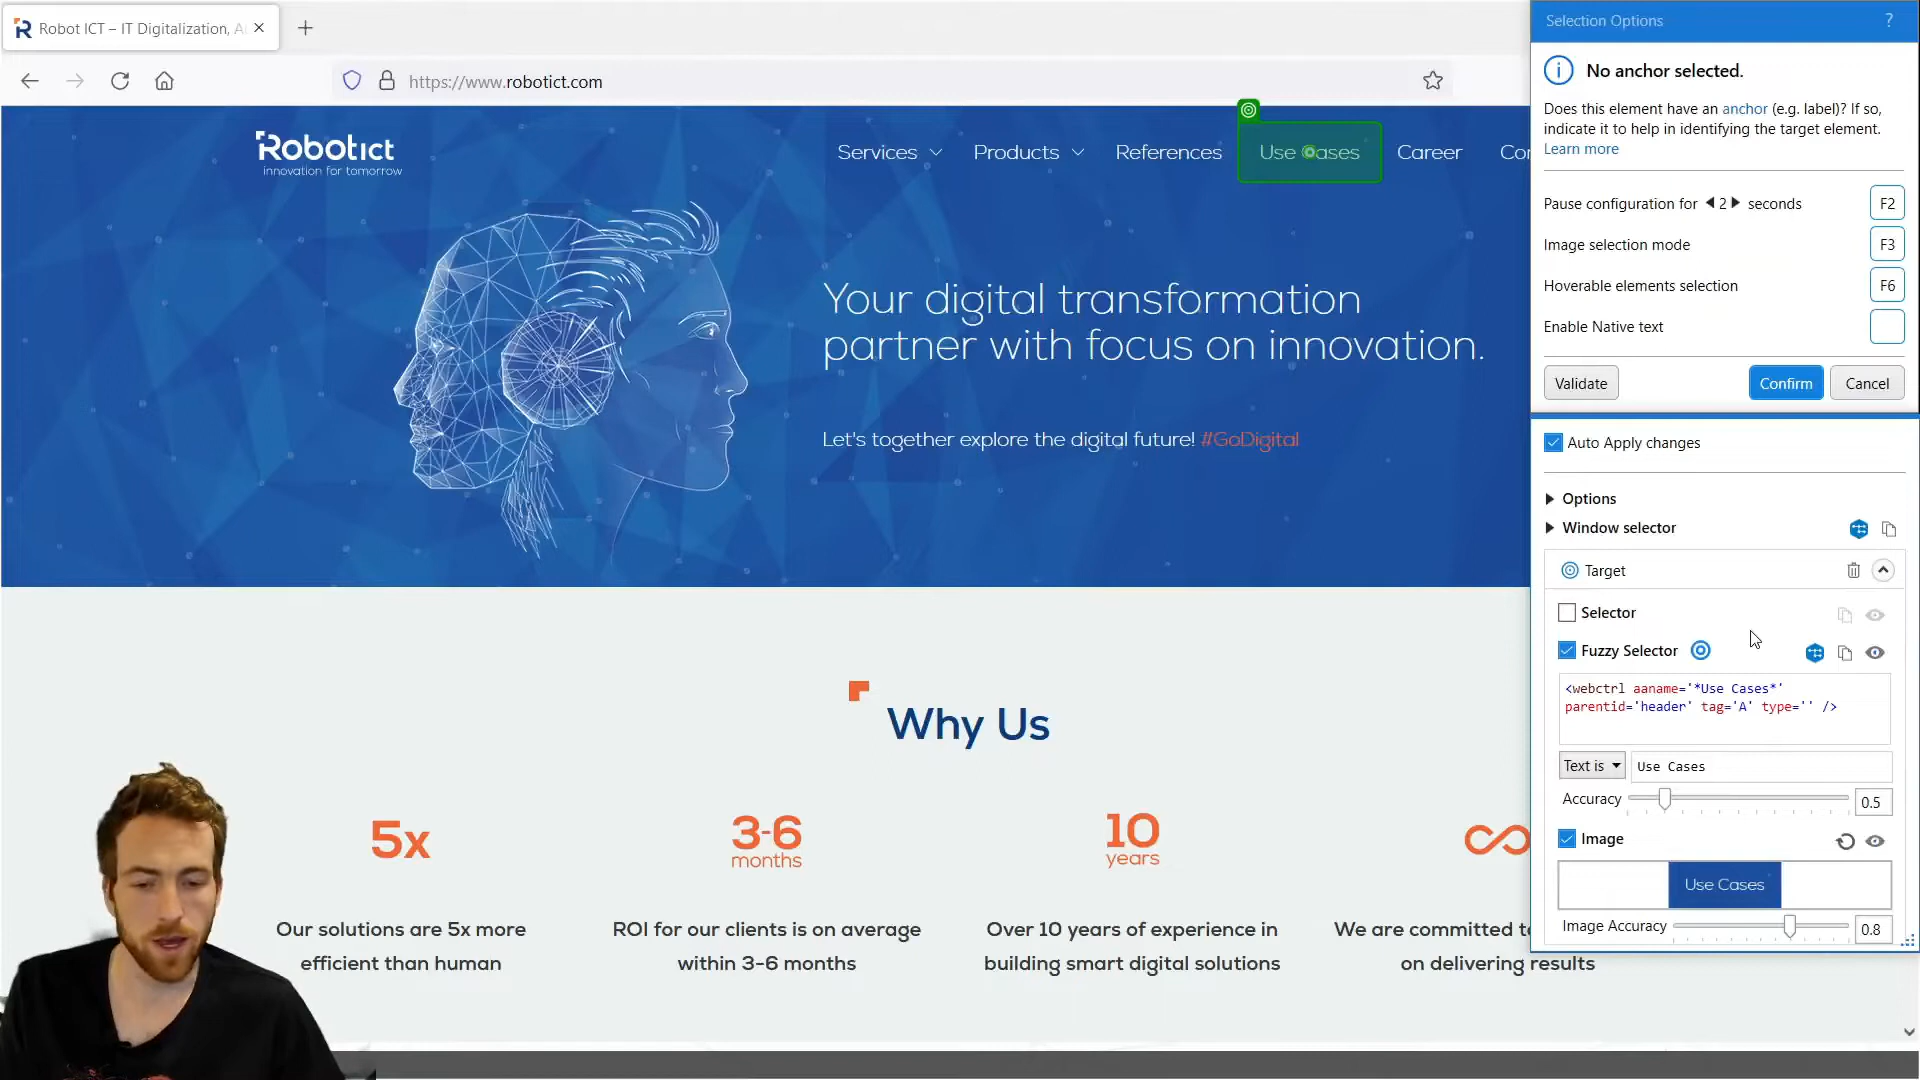 Robot ICT – IT Digitalization, A
https://www.robotict.com
Robotict
innovation for tomorrow
Services
Products
References
Use Cases
Career
Your digital transformation
partner with focus on innovation.
Let's together explore the digital future! #GoDigital
Why Us
5x
Our solutions are 5x more
efficient than human
3-6
months
ROI for our clients is on average
within 3-6 months
10
years
Over 10 years of experience in
building smart digital solutions
We are committed
on delivering results
Selection Options
?
No anchor selected.
Does this element have an anchor (e.g. label)? If so,
indicate it to help in identifying the target element.
Learn more
Pause configuration for 2 seconds F2
Image selection mode F3
Hoverable elements selection F6
Enable Native text
Validate Confirm Cancel
Auto Apply changes
Options
Window selector
Target
Selector
Fuzzy Selector
<webctrl aaname='*Use Cases*'
parentid='header' tag='A' type='' />
Text is Use Cases
Accuracy 0.5
Image
Use Cases
Image Accuracy 0.8